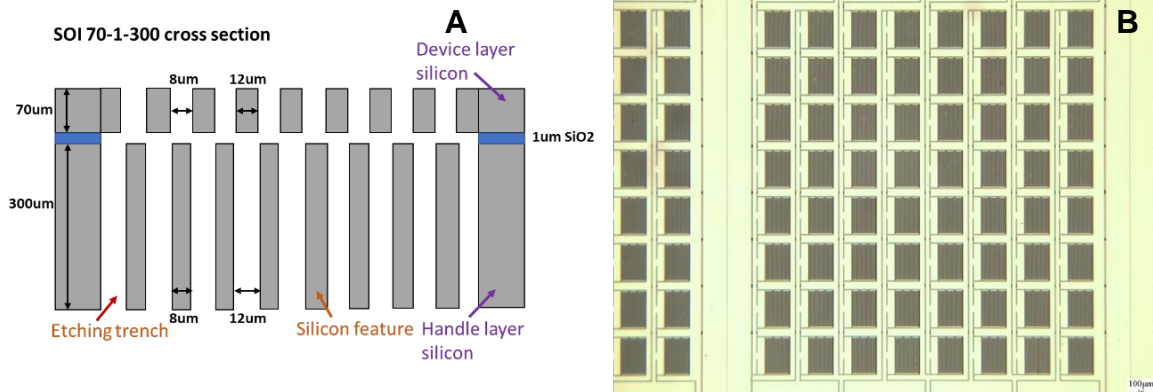 A
SOI 70-1-300 cross section
Device layer
silicon
8um
12um
70um
1um SiO2
300um
8um
12um
Etching trench
Silicon feature
Handle layer
silicon
B
100μm